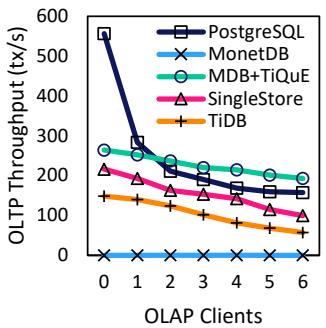 600
500
400
300
200
100
0
OLTP Throughput (tx/s)
PostgreSQL
MonetDB
MDB+TiQuE
SingleStore
TiDB
0 1 2 3 4 5 6
OLAP Clients